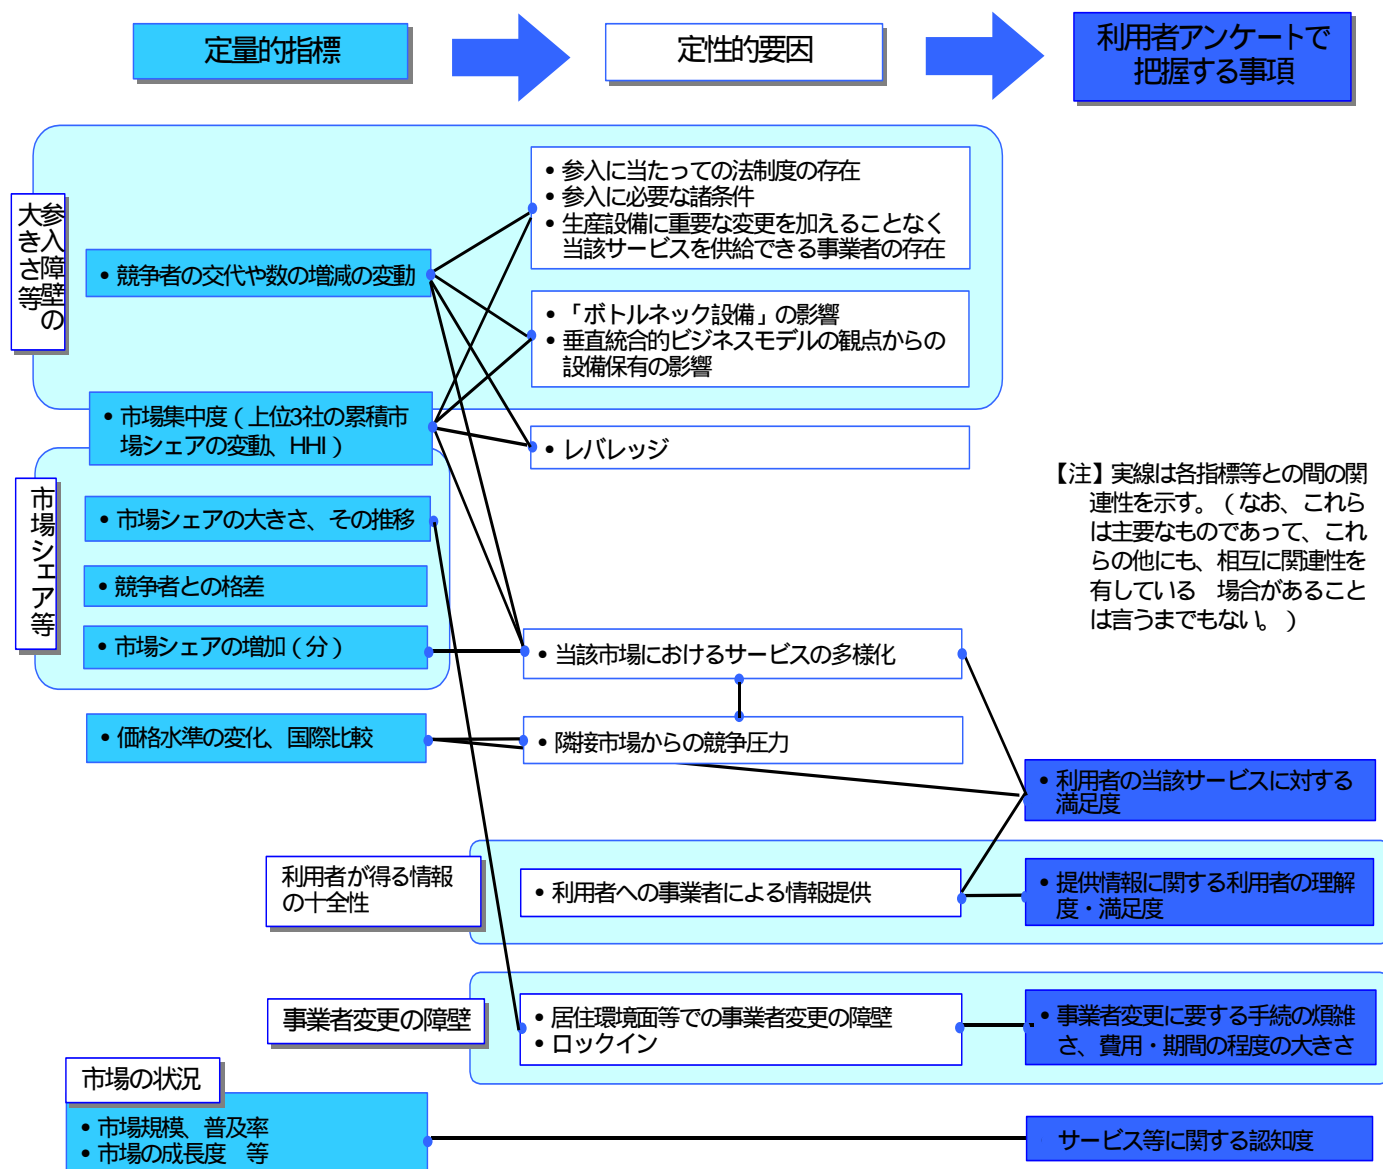 定量的指標
定性的要因
利用者アンケートで
把握する事項
参入障壁の
大きさ等
• 競争者の交代や数の増減の変動
• 参入に当たっての法制度の存在
• 参入に必要な諸条件
• 生産設備に重要な変更を加えることなく
当該サービスを供給できる事業者の存在
• 「ボトルネック設備」の影響
• 垂直統合的ビジネスモデルの観点からの
設備保有の影響
• 市場集中度（上位3社の累積市
場シェアの変動、HHI）
• レバレッジ
市場シェア等
• 市場シェアの大きさ、その推移
• 競争者との格差
• 市場シェアの増加（分）
• 当該市場におけるサービスの多様化
【注】実線は各指標等との間の関
連性を示す。（なお、これら
は主要なものであって、これ
らの他にも、相互に関連性を
有している　場合があること
は言うまでもない。）
• 価格水準の変化、国際比較
• 隣接市場からの競争圧力
• 利用者の当該サービスに対する
満足度
利用者が得る情報
の十全性
• 利用者への事業者による情報提供
• 提供情報に関する利用者の理解
度・満足度
事業者変更の障壁
• 居住環境面等での事業者変更の障壁
• ロックイン
• 事業者変更に要する手続の煩雑
さ、費用・期間の程度の大きさ
市場の状況
• 市場規模、普及率
• 市場の成長度　等
サービス等に関する認知度